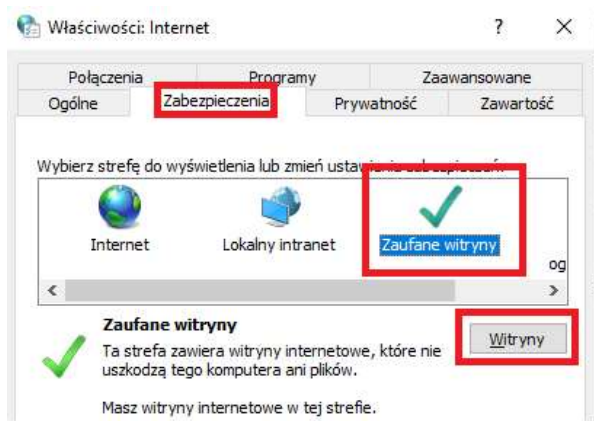 Właściwości: Internet ? ×
Połączenia Programy Zaawansowane
Ogólne Zabezpieczenia Prywatność Zawartość
Wybierz strefę do wyświetlenia lub zmień
Internet Lokalny intranet Zaufane witryny
og
Zaufane witryny
Witryny
Ta strefa zawiera witryny internetowe, które nie
uszkodzą tego komputera ani plików.
Masz witryny internetowe w tej strefie.